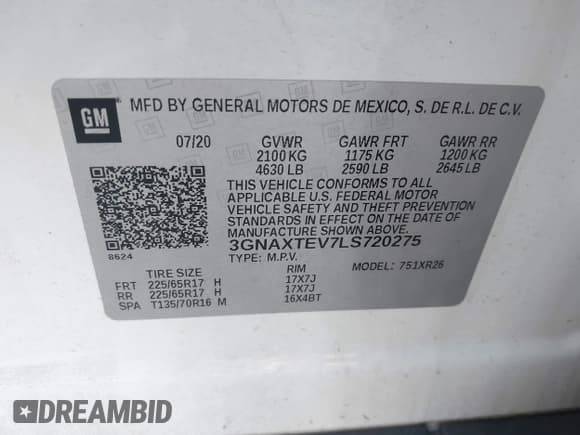 GM
MFD BY GENERAL MOTORS DE MEXICO, S. DE R.L. DE C.V.
07/20 GVWR GAWR FRT GAWR RR
2100 KG 1175 KG 1200 KG
4630 LB 2590 LB 2645 LB
THIS VEHICLE CONFORMS TO ALL
APPLICABLE U.S. FEDERAL MOTOR
VEHICLE SAFETY AND THEFT PREVENTION
STANDARDS IN EFFECT ON THE DATE OF
MANUFACTURE SHOWN ABOVE.
8624 3GNAXTEV7LS720275
TYPE: M.P.V. MODEL: 751XR26
TIRE SIZE RIM
FRT 225/65R17 H 17X7J
RR 225/65R17 H 17X7J
SPA T135/70R16 M 16X4BT
DREAMBID